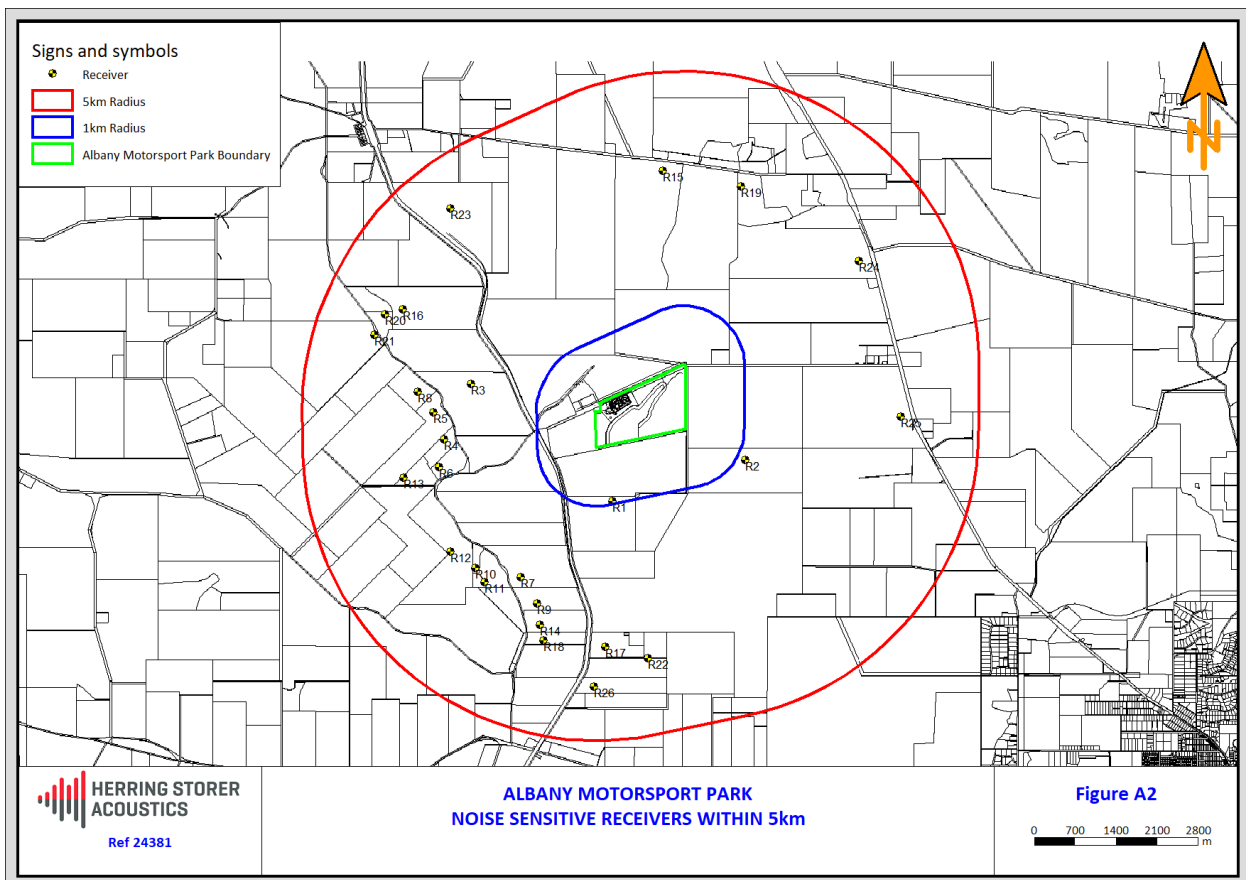 Signs and symbols
Receiver
5km Radius
1km Radius
Albany Motorsport Park Boundary
N
R15
R19
R23
R24
R16
R20
R21
R3
R8
R5
R25
R4
R2
R6
R13
R1
R12
R10
R7
R11
R9
R14
R18
R17
R22
R26
HERRING STORER
ACOUSTICS
Ref 24381
ALBANY MOTORSPORT PARK
NOISE SENSITIVE RECEIVERS WITHIN 5km
Figure A2
0 700 1400 2100 2800
m